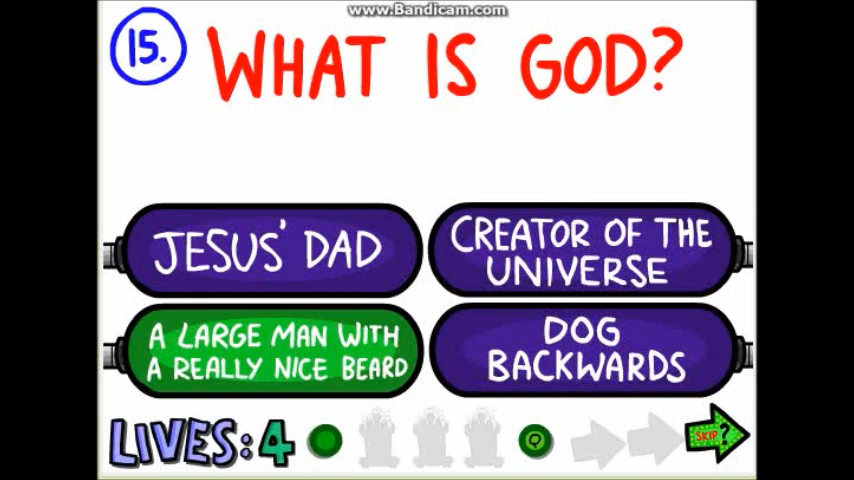 www.Bandicam.com
15.
WHAT IS GOD?
JESUS' DAD
CREATOR OF THE
UNIVERSE
A LARGE MAN WITH
A REALLY NICE BEARD
DOG
BACKWARDS
LIVES: 4
Q
SKIP?